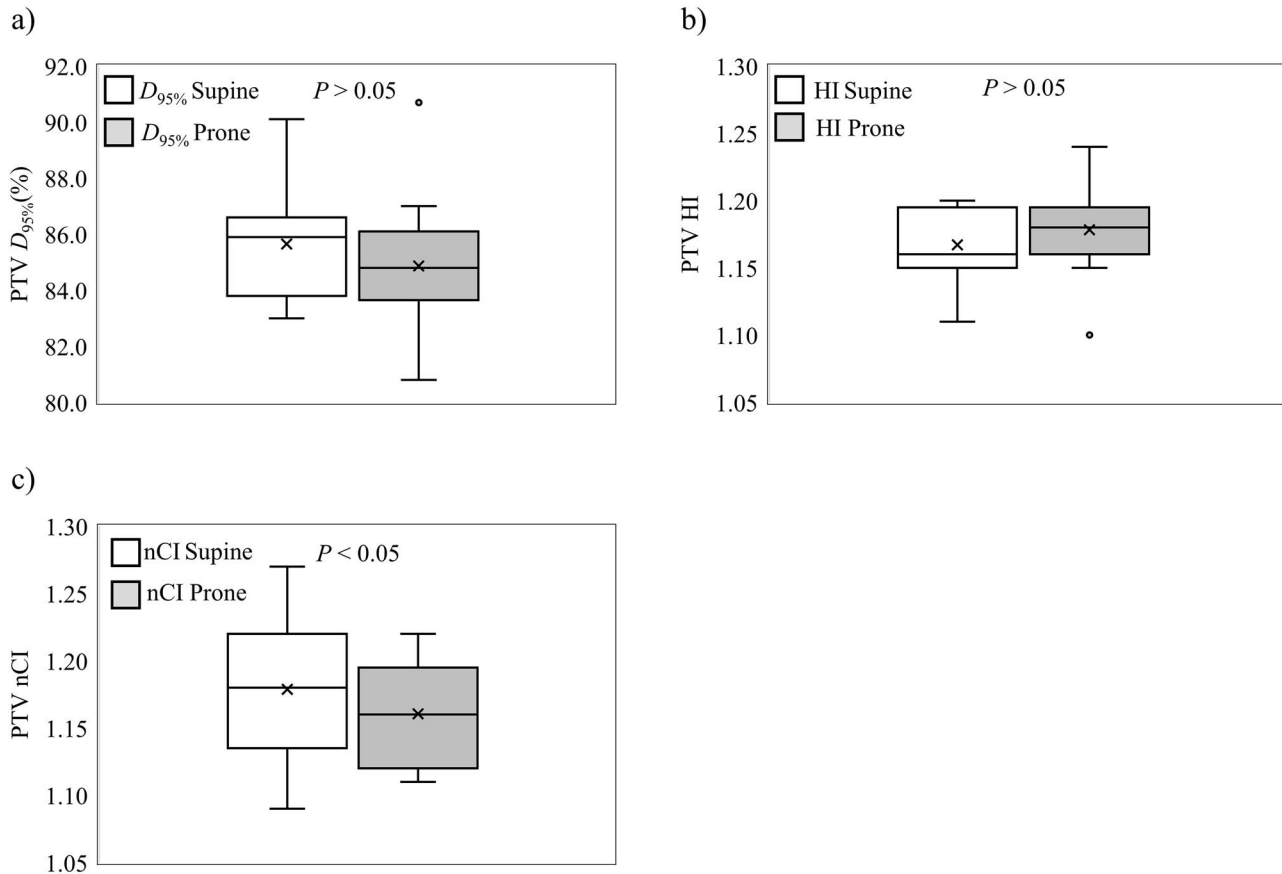 a)
92.0
90.0
88.0
86.0
84.0
82.0
80.0
PTV D95%(%)
D95% Supine
D95% Prone
P > 0.05
b)
1.30
1.25
1.20
1.15
1.10
1.05
PTV HI
HI Supine
HI Prone
P > 0.05
c)
1.30
1.25
1.20
1.15
1.10
1.05
PTV nCI
nCI Supine
nCI Prone
P < 0.05